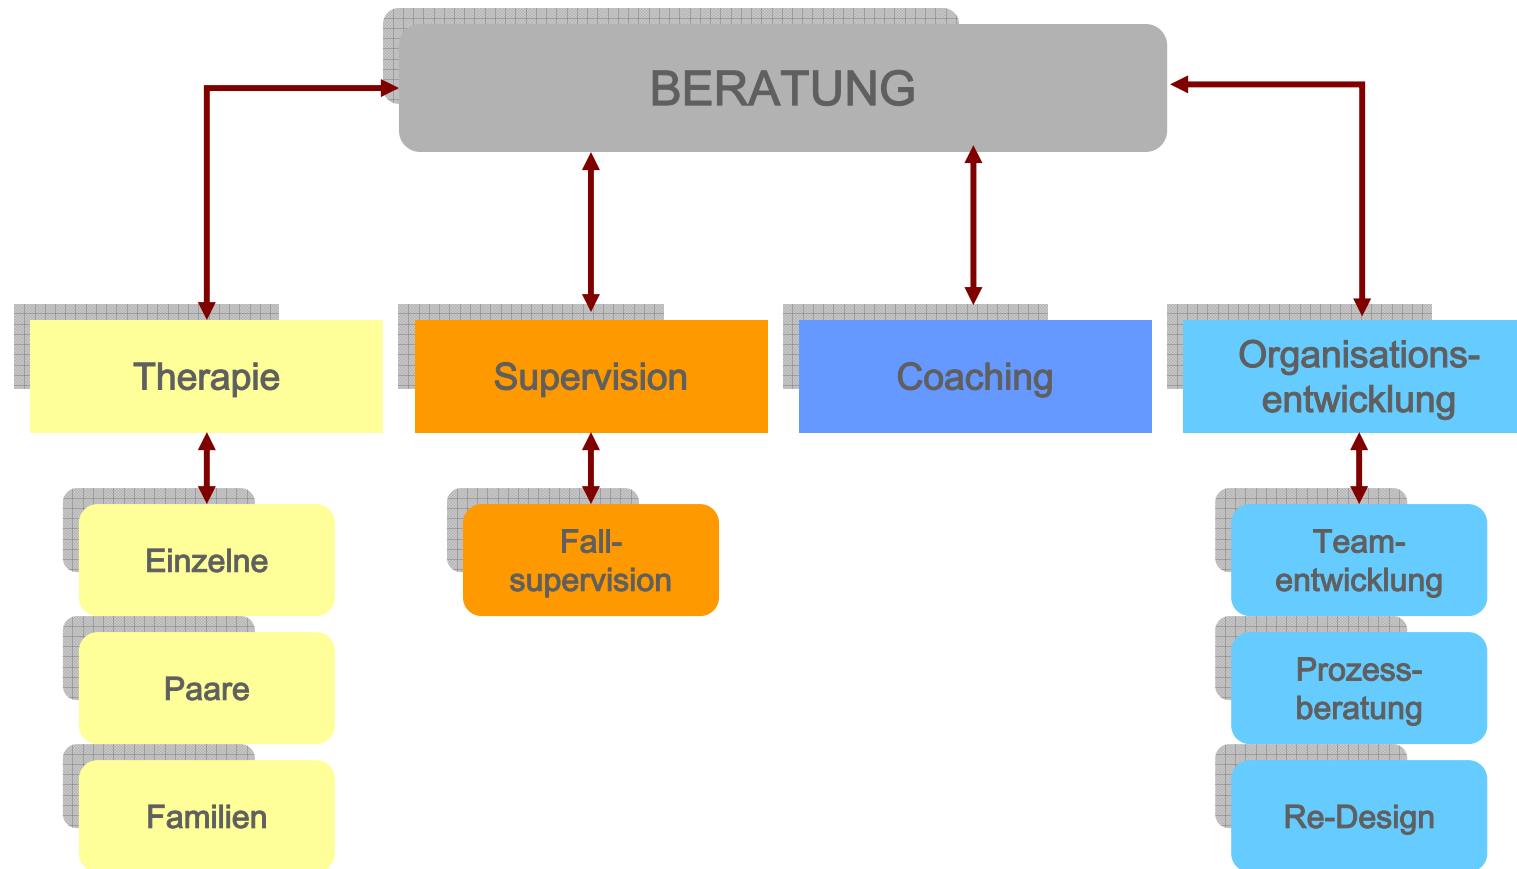 BERATUNG
Therapie
Supervision
Coaching
Organisations-
entwicklung
Einzelne
Paare
Familien
Fall-
supervision
Team-
entwicklung
Prozess-
beratung
Re-Design